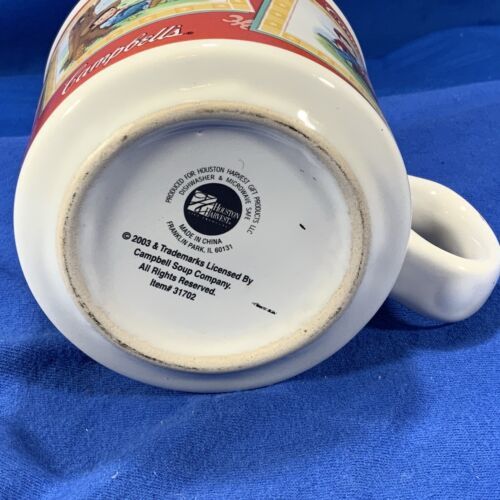 Campbell's®
PRODUCED FOR HOUSTON HARVEST GIFT PRODUCTS LLC
DISHWASHER & MICROWAVE SAFE
HOUSTON
HARVEST
MADE IN CHINA
FRANKLIN PARK, IL 60131
© 2003 & Trademarks Licensed By
Campbell Soup Company.
All Rights Reserved.
Item# 31702